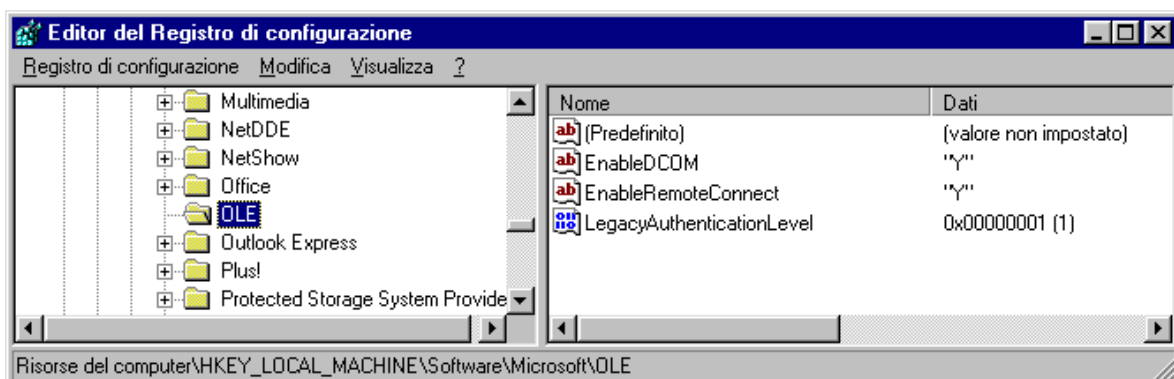 Editor del Registro di configurazione
Registro di configurazione Modifica Visualizza ?
Multimedia
NetDDE
NetShow
Office
OLE
Outlook Express
Plus!
Protected Storage System Provide
Nome Dati
(Predefinito) (valore non impostato)
EnableDCOM "Y"
EnableRemoteConnect "Y"
LegacyAuthenticationLevel 0x00000001 (1)
Risorse del computer\HKEY_LOCAL_MACHINE\Software\Microsoft\OLE